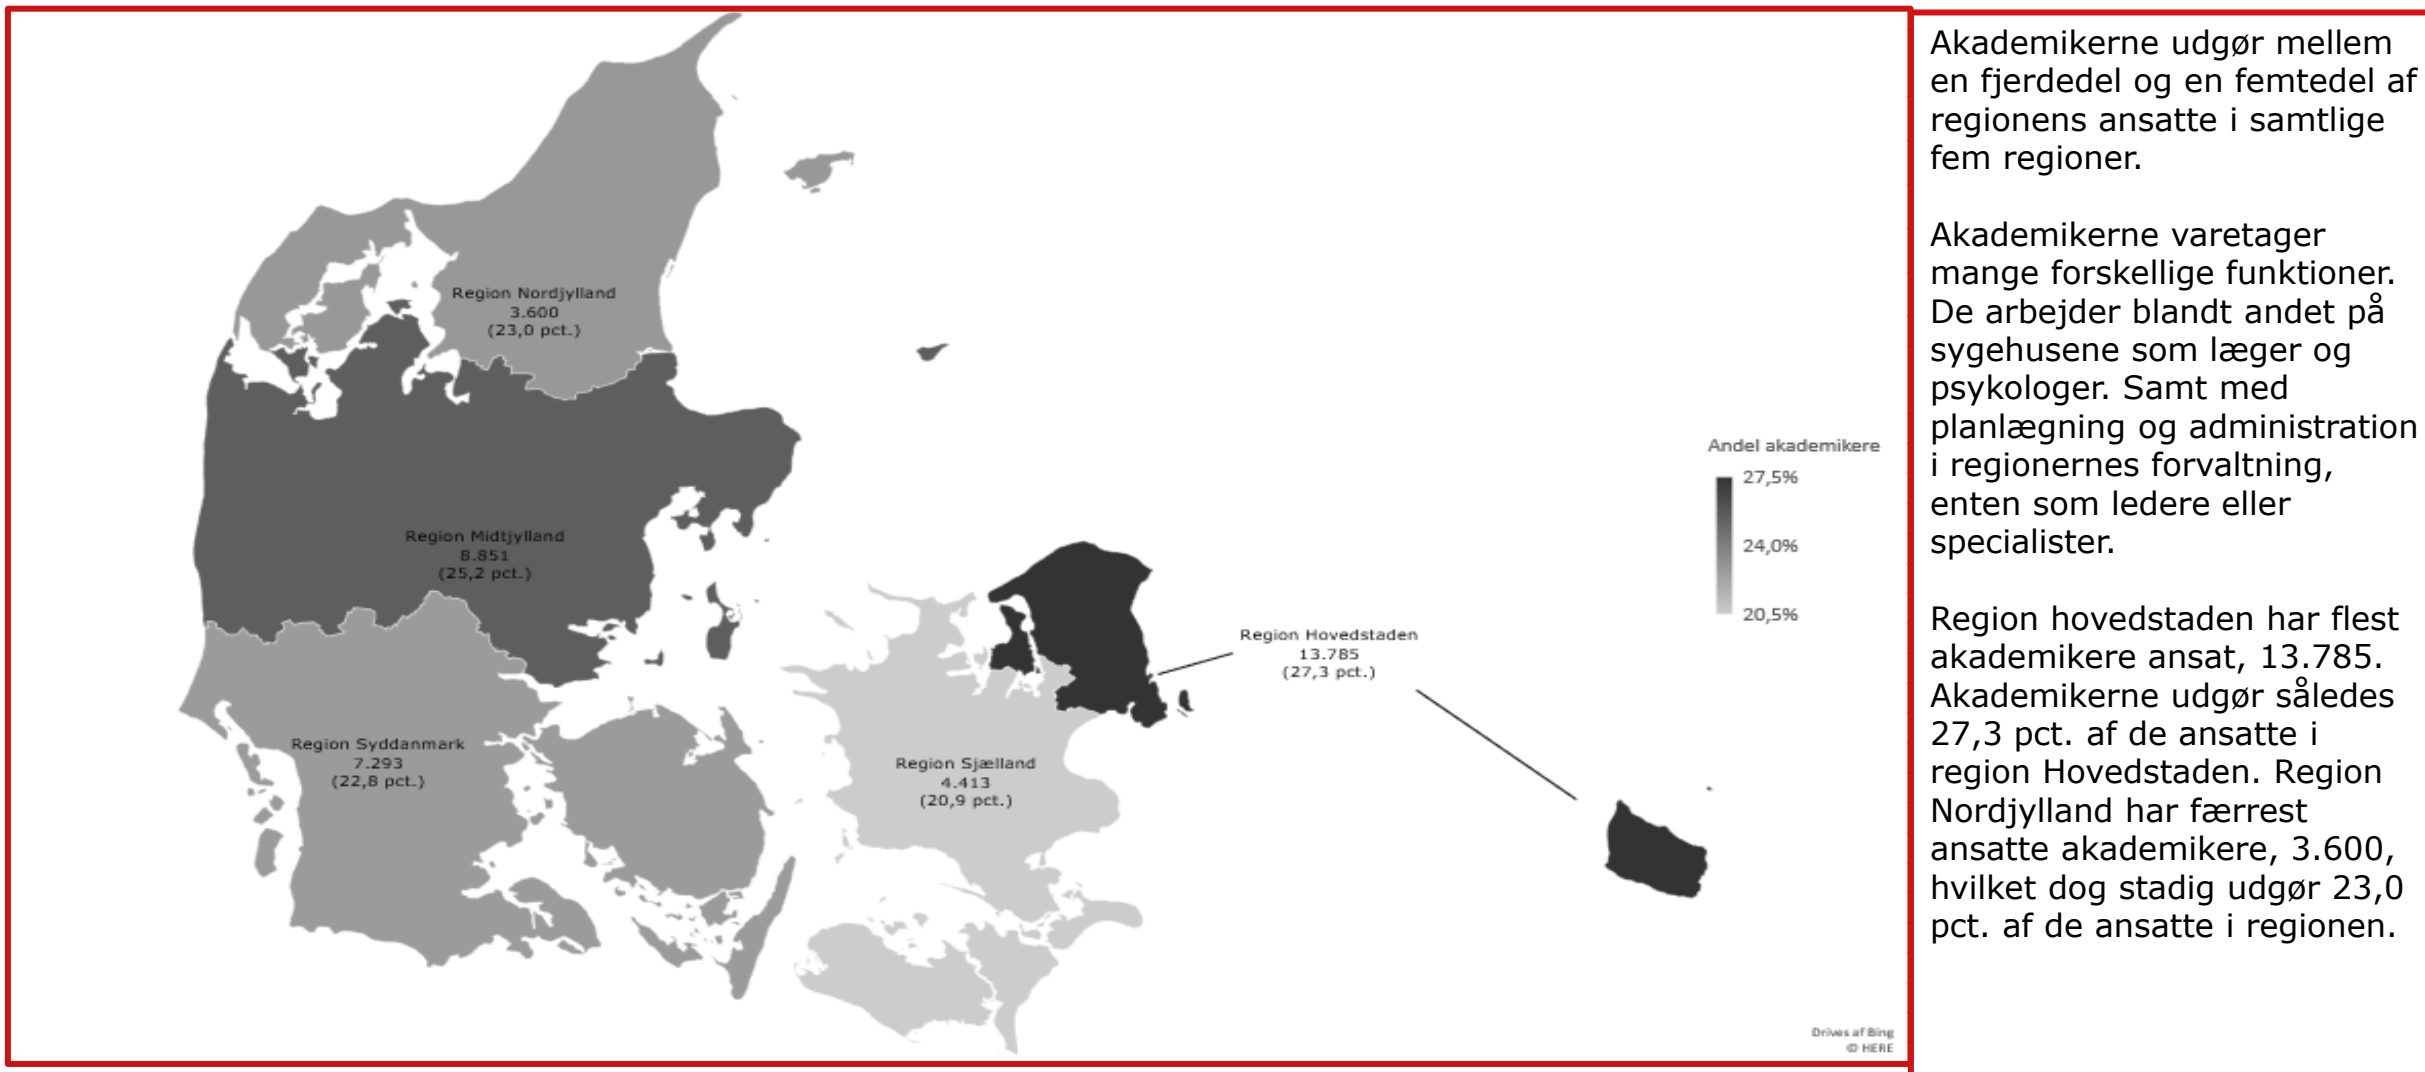 Region Nordjylland
3.600
(23,0 pct.)
Region Midtjylland
8.851
(25,2 pct.)
Region Syddanmark
7.293
(22,8 pct.)
Region Sjælland
4.413
(20,9 pct.)
Region Hovedstaden
13.785
(27,3 pct.)
Andel akademikere
27,5%
24,0%
20,5%
Drives af Bing
© HERE
Akademikerne udgør mellem
en fjerdedel og en femtedel af
regionens ansatte i samtlige
fem regioner.
Akademikerne varetager
mange forskellige funktioner.
De arbejder blandt andet på
sygehusene som læger og
psykologer. Samt med
planlægning og administration
i regionernes forvaltning,
enten som ledere eller
specialister.
Region hovedstaden har flest
akademikere ansat, 13.785.
Akademikerne udgør således
27,3 pct. af de ansatte i
region Hovedstaden. Region
Nordjylland har færrest
ansatte akademikere, 3.600,
hvilket dog stadig udgør 23,0
pct. af de ansatte i regionen.